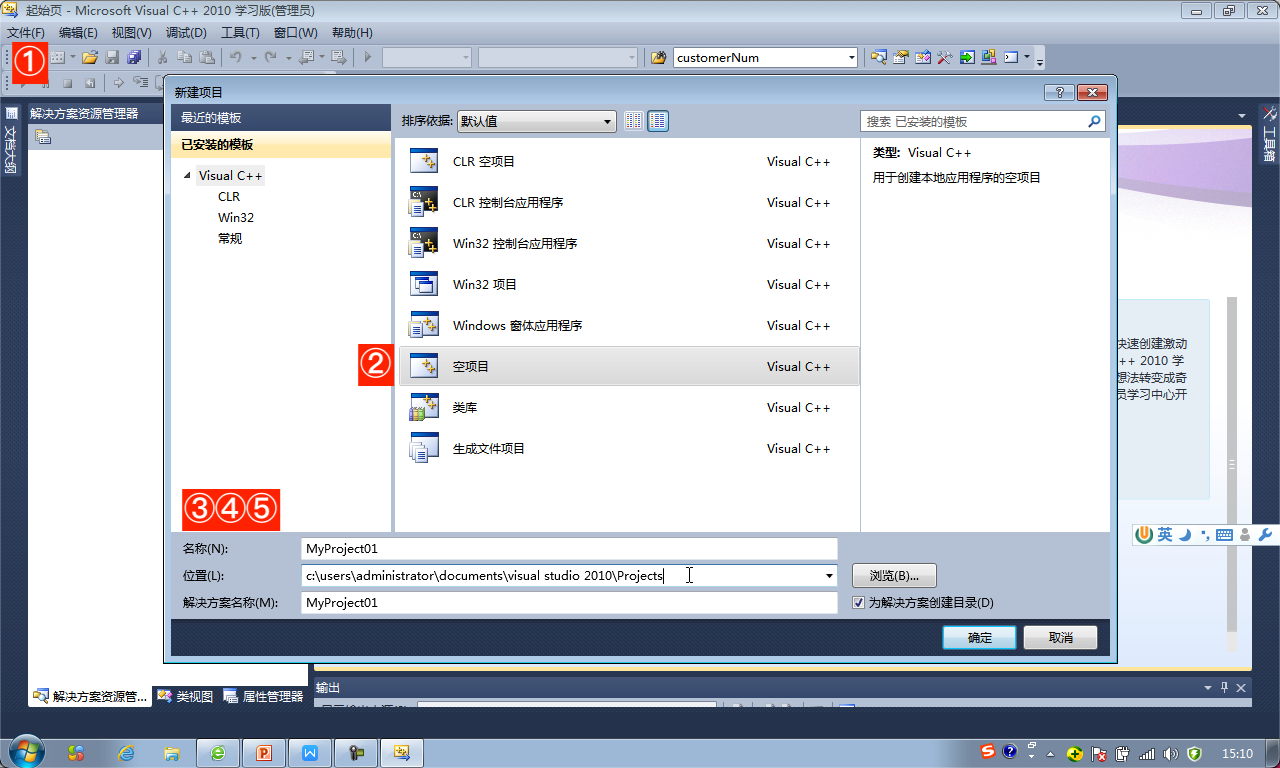 起始页 - Microsoft Visual C++ 2010 学习版(管理员)
文件(F) 编辑(E) 视图(V) 调试(D) 工具(T) 窗口(W) 帮助(H)
①
customerNum
新建项目
解决方案资源管理器
文档大纲
工具箱
最近的模板
已安装的模板
Visual C++
CLR
Win32
常规
排序依据: 默认值
搜索 已安装的模板
CLR 空项目 Visual C++
CLR 控制台应用程序 Visual C++
Win32 控制台应用程序 Visual C++
Win32 项目 Visual C++
Windows 窗体应用程序 Visual C++
② 空项目 Visual C++
类库 Visual C++
生成文件项目 Visual C++
类型: Visual C++
用于创建本地应用程序的空项目
快速创建激动
++ 2010 学
想法转变成奇
员学习中心开
③④⑤
名称(N): MyProject01
位置(L): c:\users\administrator\documents\visual studio 2010\Projects 浏览(B)...
解决方案名称(M): MyProject01 为解决方案创建目录(D)
确定 取消
英
解决方案资源管... 类视图 属性管理器
输出
15:10